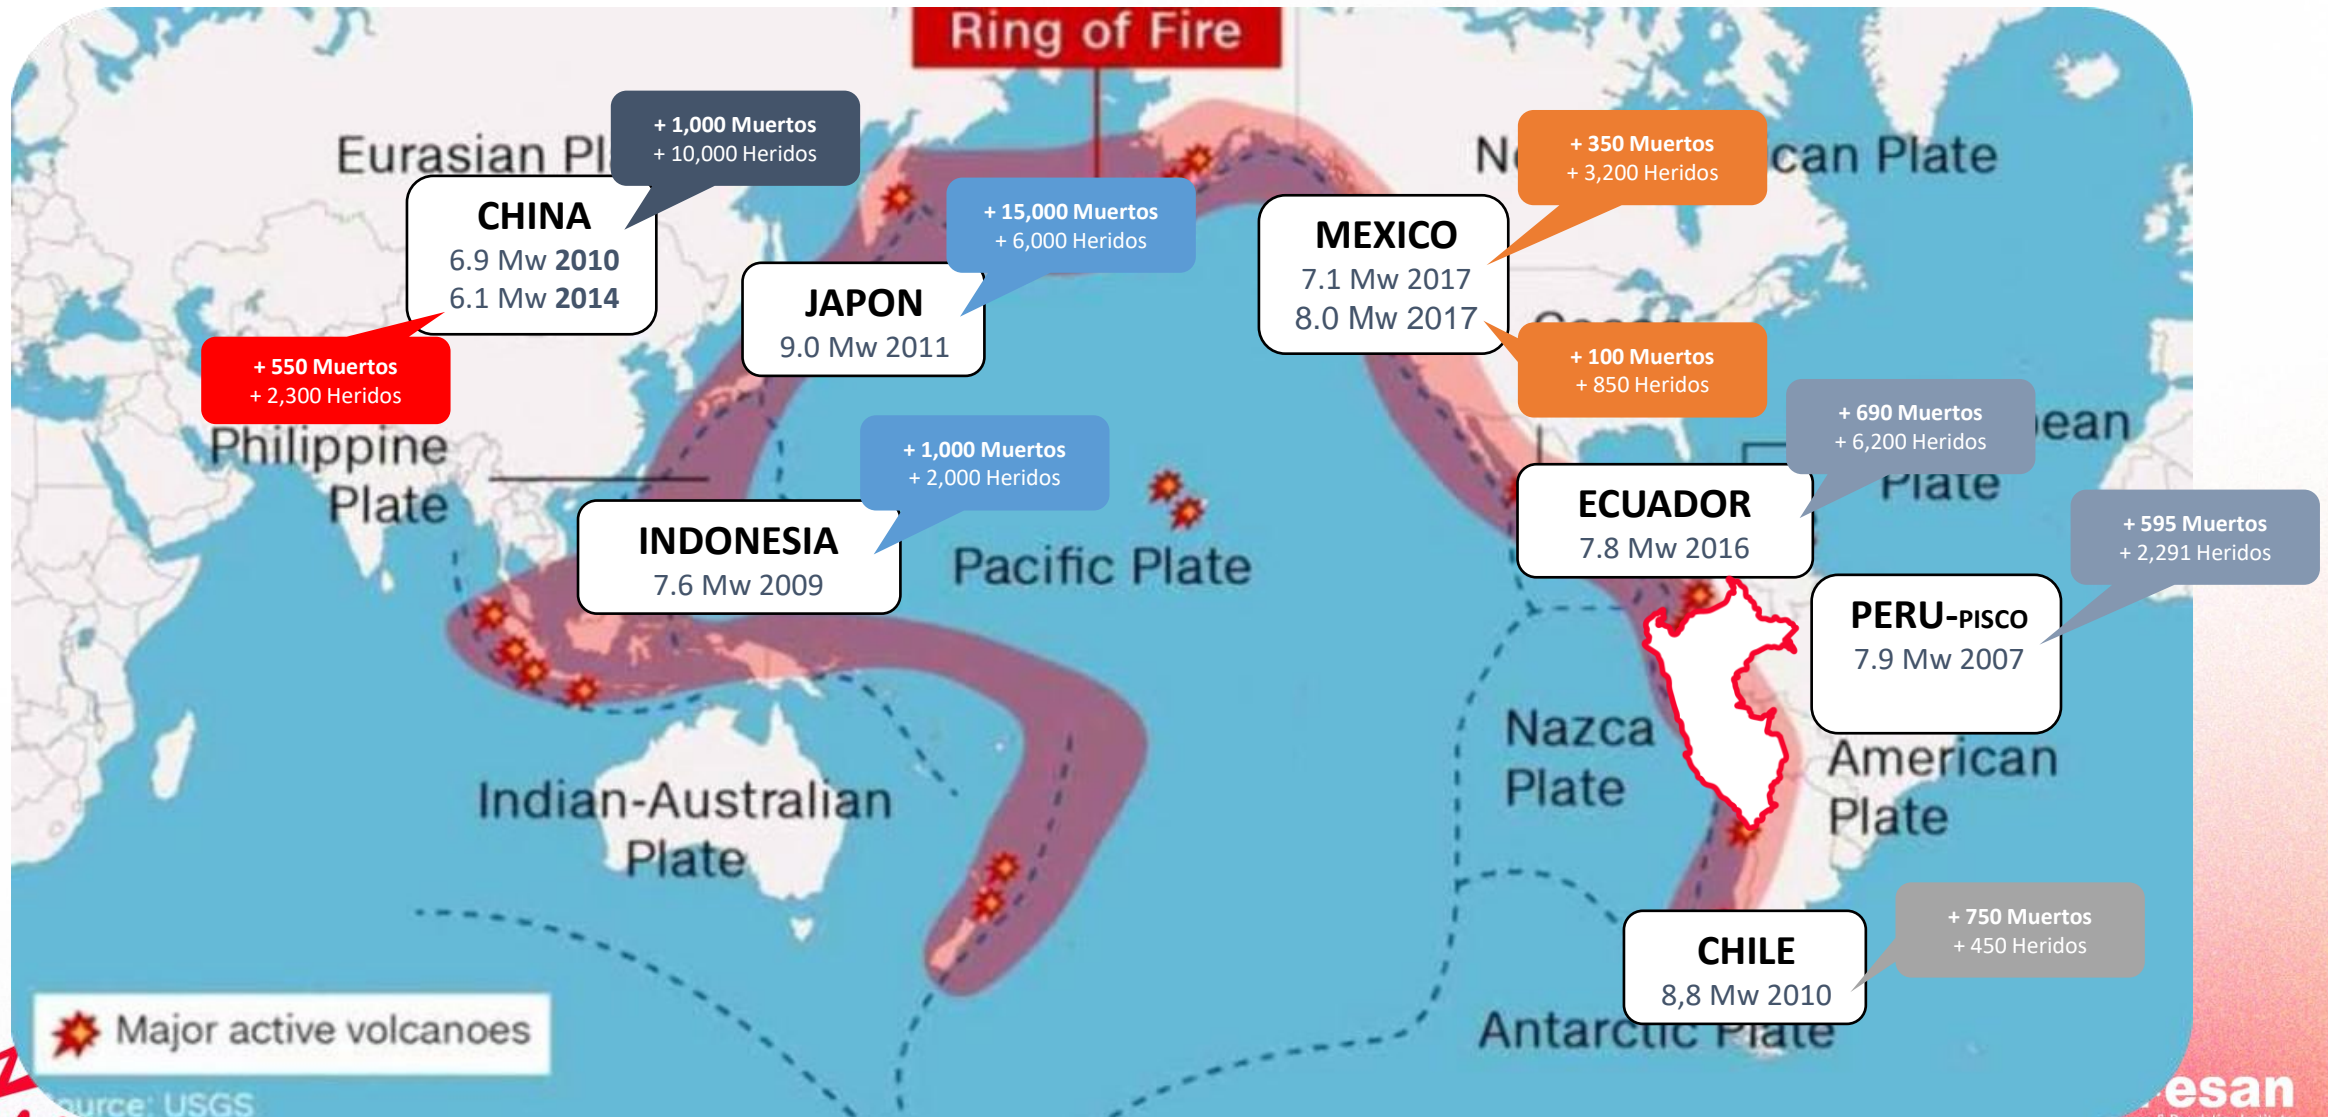 Ring of Fire
+ 1,000 Muertos
+ 10,000 Heridos
Eurasian
CHINA
6.9 Mw 2010
6.1 Mw 2014
+ 550 Muertos
+ 2,300 Heridos
+ 15,000 Muertos
+ 6,000 Heridos
JAPON
9.0 Mw 2011
+ 350 Muertos
+ 3,200 Heridos
can Plate
MEXICO
7.1 Mw 2017
8.0 Mw 2017
+ 100 Muertos
+ 850 Heridos
Philippine
Plate
+ 1,000 Muertos
+ 2,000 Heridos
INDONESIA
7.6 Mw 2009
Pacific Plate
+ 690 Muertos
+ 6,200 Heridos
ean
Plate
ECUADOR
7.8 Mw 2016
+ 595 Muertos
+ 2,291 Heridos
PERU-PISCO
7.9 Mw 2007
Nazca
Plate
American
Plate
Indian-Australian
Plate
+ 750 Muertos
+ 450 Heridos
CHILE
8,8 Mw 2010
Antarctic Plate
Major active volcanoes
USGS
esan